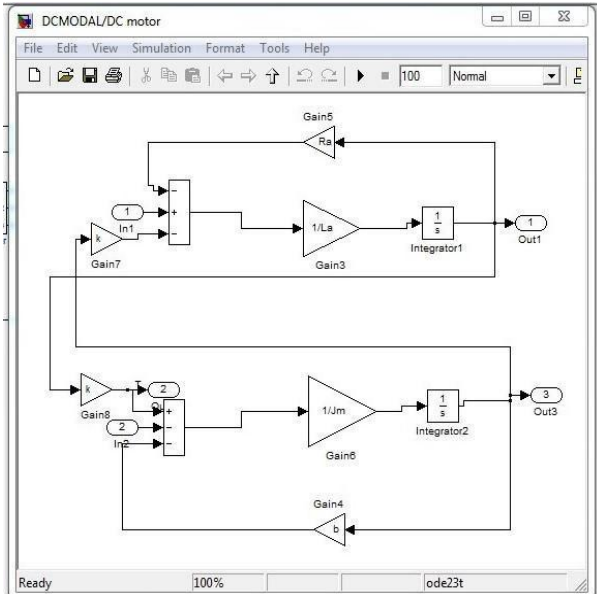 DCMODAL/DC motor
File Edit View Simulation Format Tools Help
100 Normal
Gain5
Ra
1
In1
k
Gain7
1/La
Gain3
1
s
Integrator1
1
Out1
k
Gain8
T
2
2
In2
1/Jm
Gain6
1
s
Integrator2
3
Out3
Gain4
b
Ready 100% ode23t